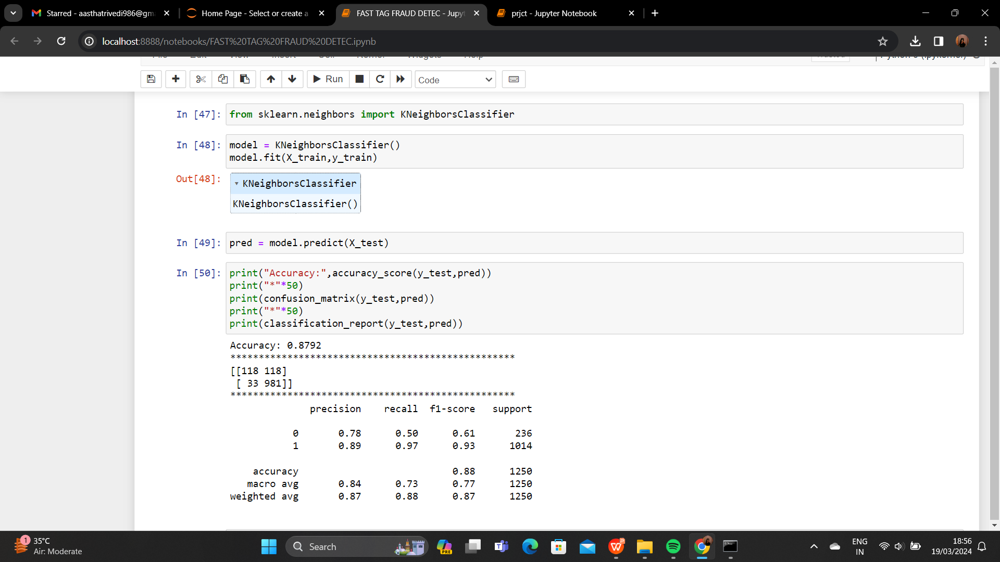 Starred - aasthatrivedi986@gm
Home Page - Select or create a
FAST TAG FRAUD DETEC - Jupyt
prjct - Jupyter Notebook
localhost:8888/notebooks/FAST%20TAG%20FRAUD%20DETEC.ipynb
Run
Code
In [47]: from sklearn.neighbors import KNeighborsClassifier
In [48]: model = KNeighborsClassifier()
model.fit(X_train,y_train)
Out[48]: KNeighborsClassifier
KNeighborsClassifier()
In [49]: pred = model.predict(X_test)
In [50]: print("Accuracy:",accuracy_score(y_test,pred))
print("*"*50)
print(confusion_matrix(y_test,pred))
print("*"*50)
print(classification_report(y_test,pred))
Accuracy: 0.8792
**************************************************
[[118 118]
[ 33 981]]
**************************************************
precision recall f1-score support
0 0.78 0.50 0.61 236
1 0.89 0.97 0.93 1014
accuracy 0.88 1250
macro avg 0.84 0.73 0.77 1250
weighted avg 0.87 0.88 0.87 1250
1
35°C
Air: Moderate
Search
PRE
ENG
IN
18:56
19/03/2024